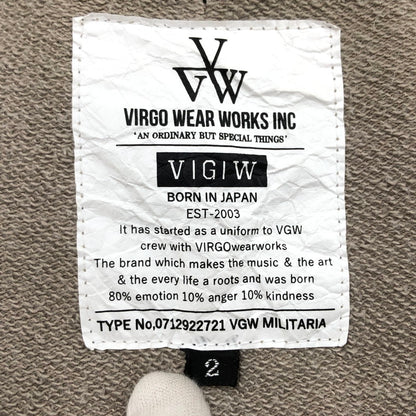 V
VGW
VIRGO WEAR WORKS INC
'AN ORDINARY BUT SPECIAL THINGS'
V|G|W
BORN IN JAPAN
EST-2003
It has started as a uniform to VGW
crew with VIRGOwearworks
The brand which makes the music & the art
& the every life a roots and was born
80% emotion 10% anger 10% kindness
TYPE No,0712922721 VGW MILITARIA
2